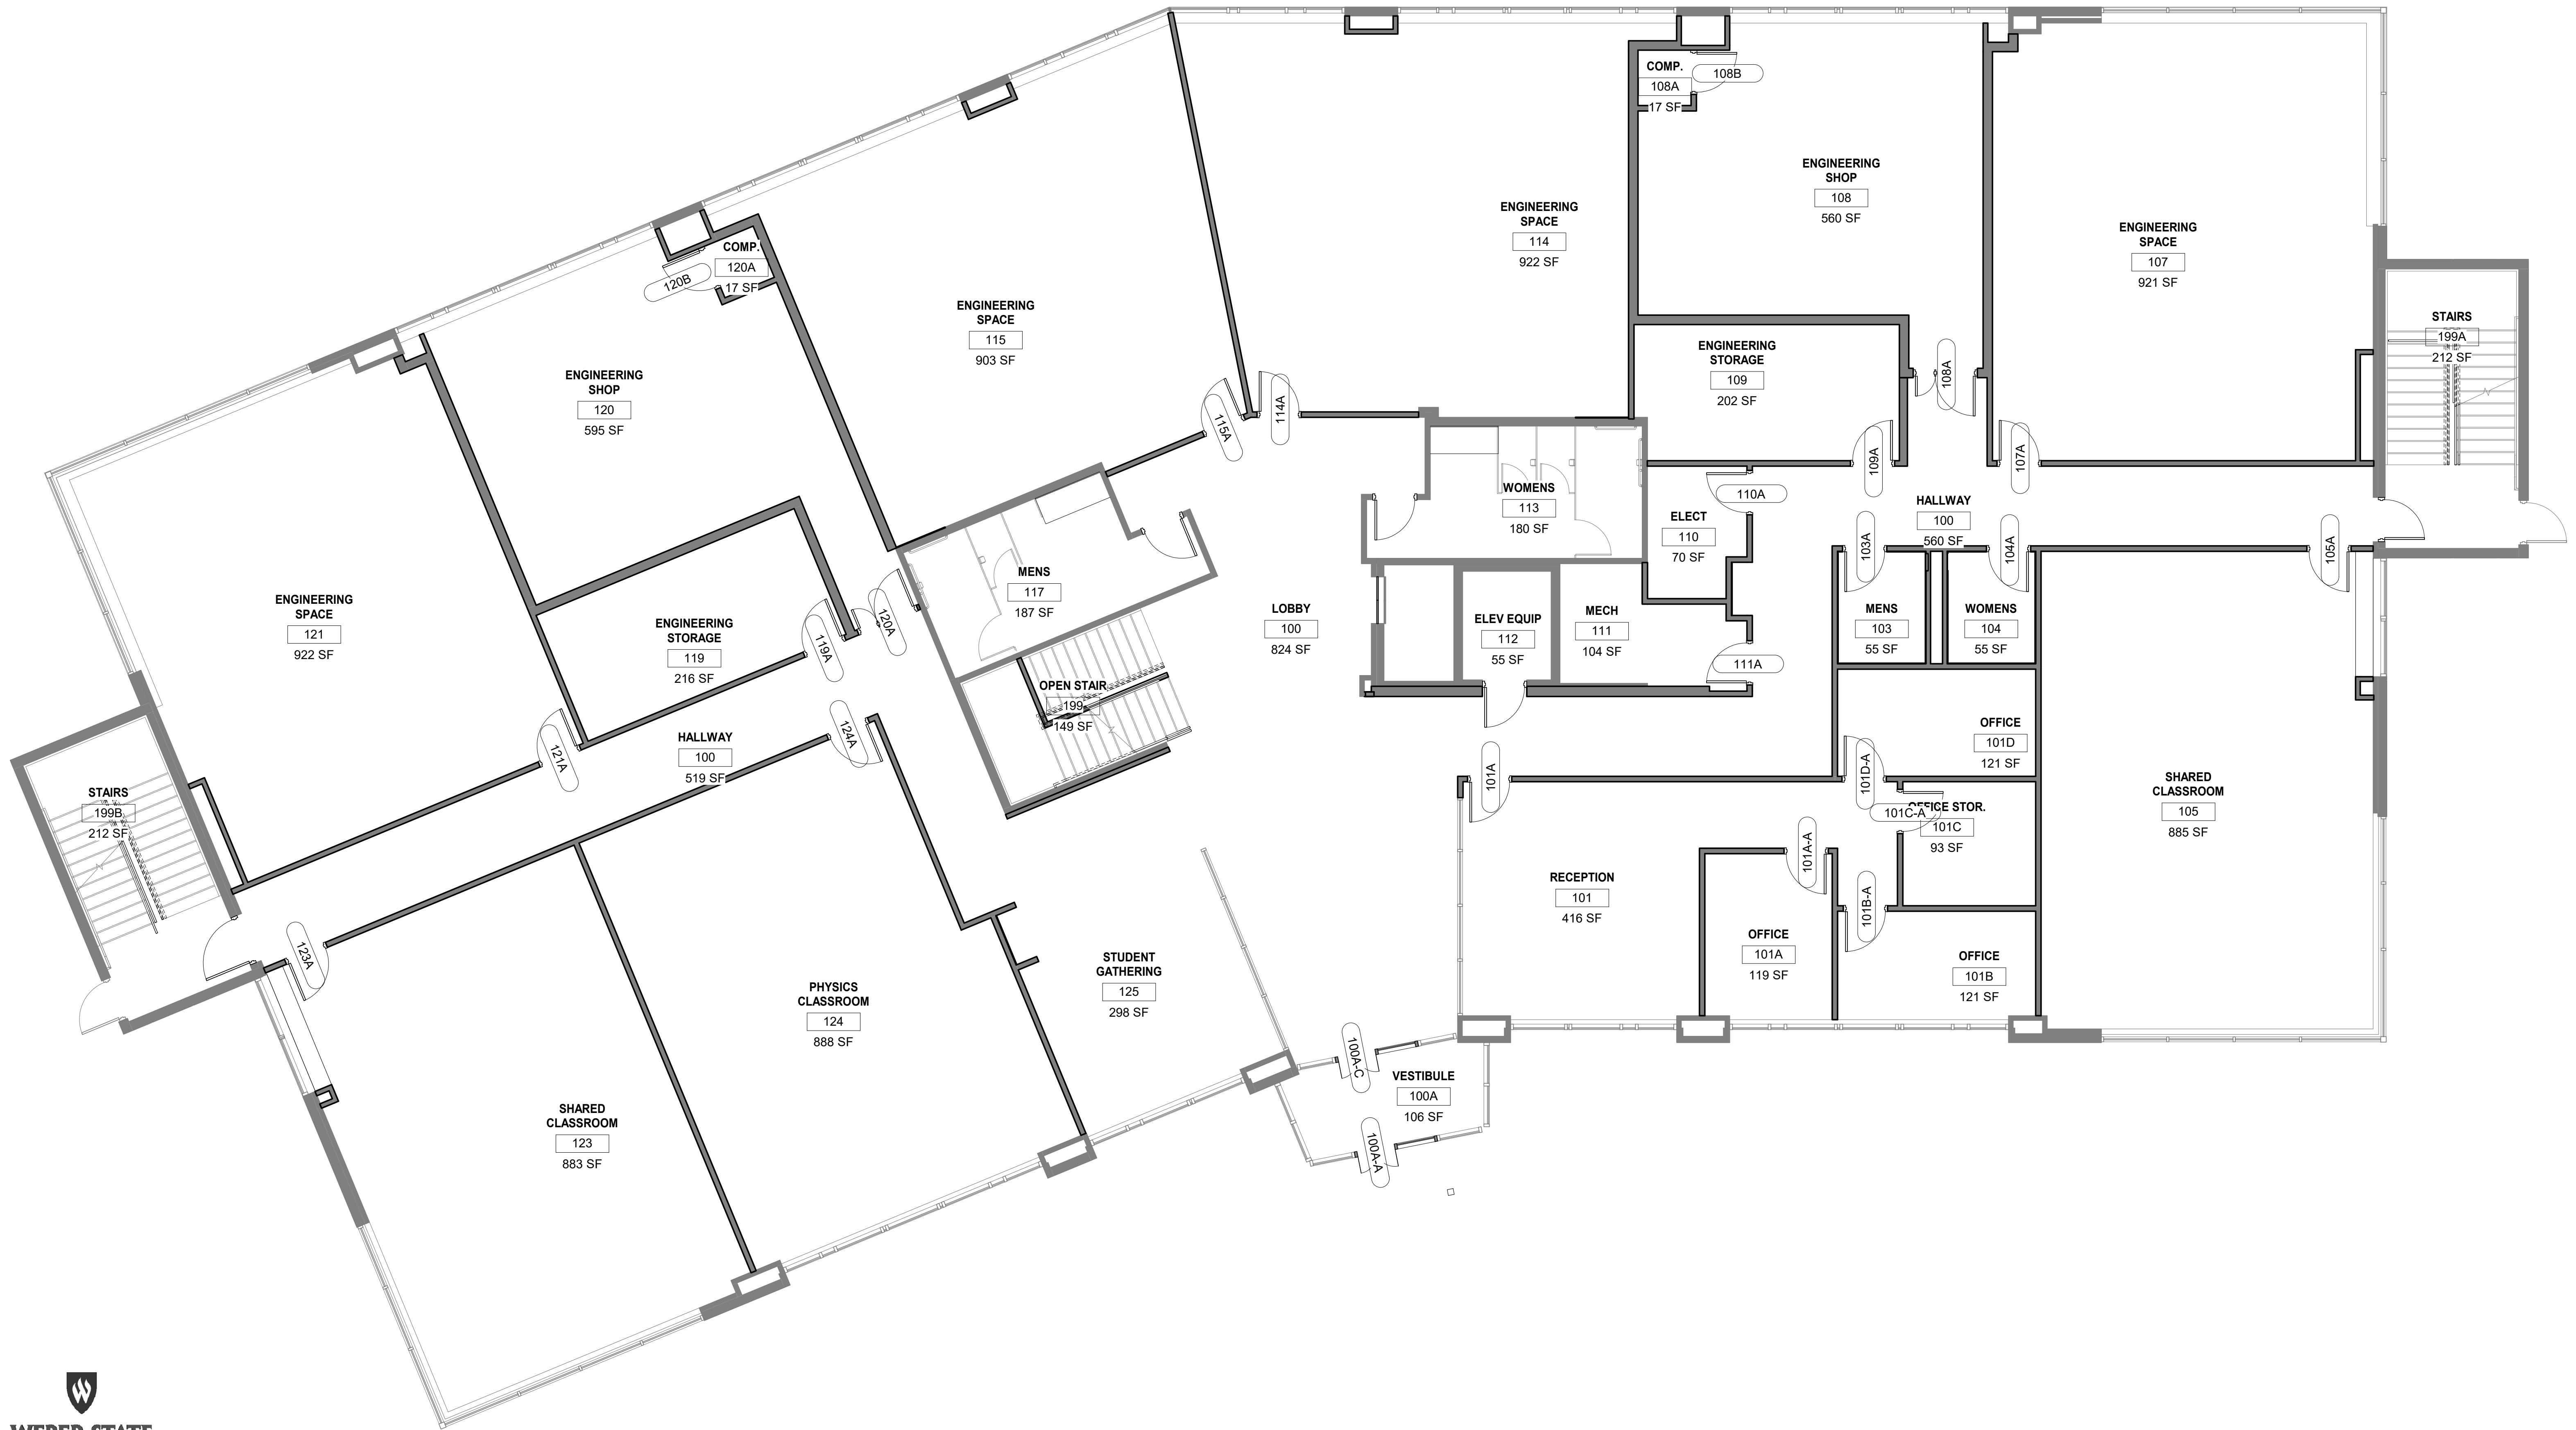 COMP.
108A
17 SF
108B
ENGINEERING
SHOP
108
560 SF
ENGINEERING
SPACE
114
922 SF
ENGINEERING
SPACE
107
921 SF
COMP.
120A
17 SF
120B
ENGINEERING
SPACE
115
903 SF
STAIRS
199A
212 SF
ENGINEERING
STORAGE
109
202 SF
108A
ENGINEERING
SHOP
120
595 SF
115A
114A
109A
107A
WOMENS
113
180 SF
110A
ELECT
110
70 SF
HALLWAY
100
560 SF
103A
104A
105A
MENS
117
187 SF
ENGINEERING
SPACE
121
922 SF
ENGINEERING
STORAGE
119
216 SF
119A
120A
LOBBY
100
824 SF
ELEV EQUIP
112
55 SF
MECH
111
104 SF
111A
MENS
103
55 SF
WOMENS
104
55 SF
OPEN STAIR
199
149 SF
OFFICE
101D
121 SF
121A
HALLWAY
100
519 SF
124A
101A
101D-A
STAIRS
199B
212 SF
OFFICE STOR.
101C-A
101C
93 SF
SHARED
CLASSROOM
105
885 SF
101A-A
RECEPTION
101
416 SF
101B-A
OFFICE
101A
119 SF
OFFICE
101B
121 SF
123A
PHYSICS
CLASSROOM
124
888 SF
STUDENT
GATHERING
125
298 SF
100A-C
VESTIBULE
100A
106 SF
100A-A
SHARED
CLASSROOM
123
883 SF
W
WEBER STATE